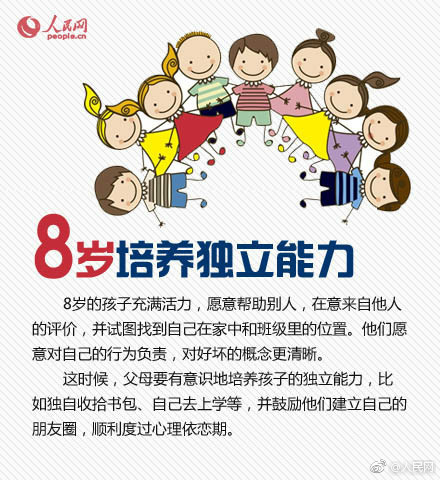 人民网
people.cn
8岁培养独立能力
8岁的孩子充满活力，愿意帮助别人，在意来自他人
的评价，并试图找到自己在家中和班级里的位置。他们愿
意对自己的行为负责，对好坏的概念更清晰。
这时候，父母要有意识地培养孩子的独立能力，比
如独自收拾书包、自己去上学等，并鼓励他们建立自己的
朋友圈，顺利度过心理依恋期。
@人民网